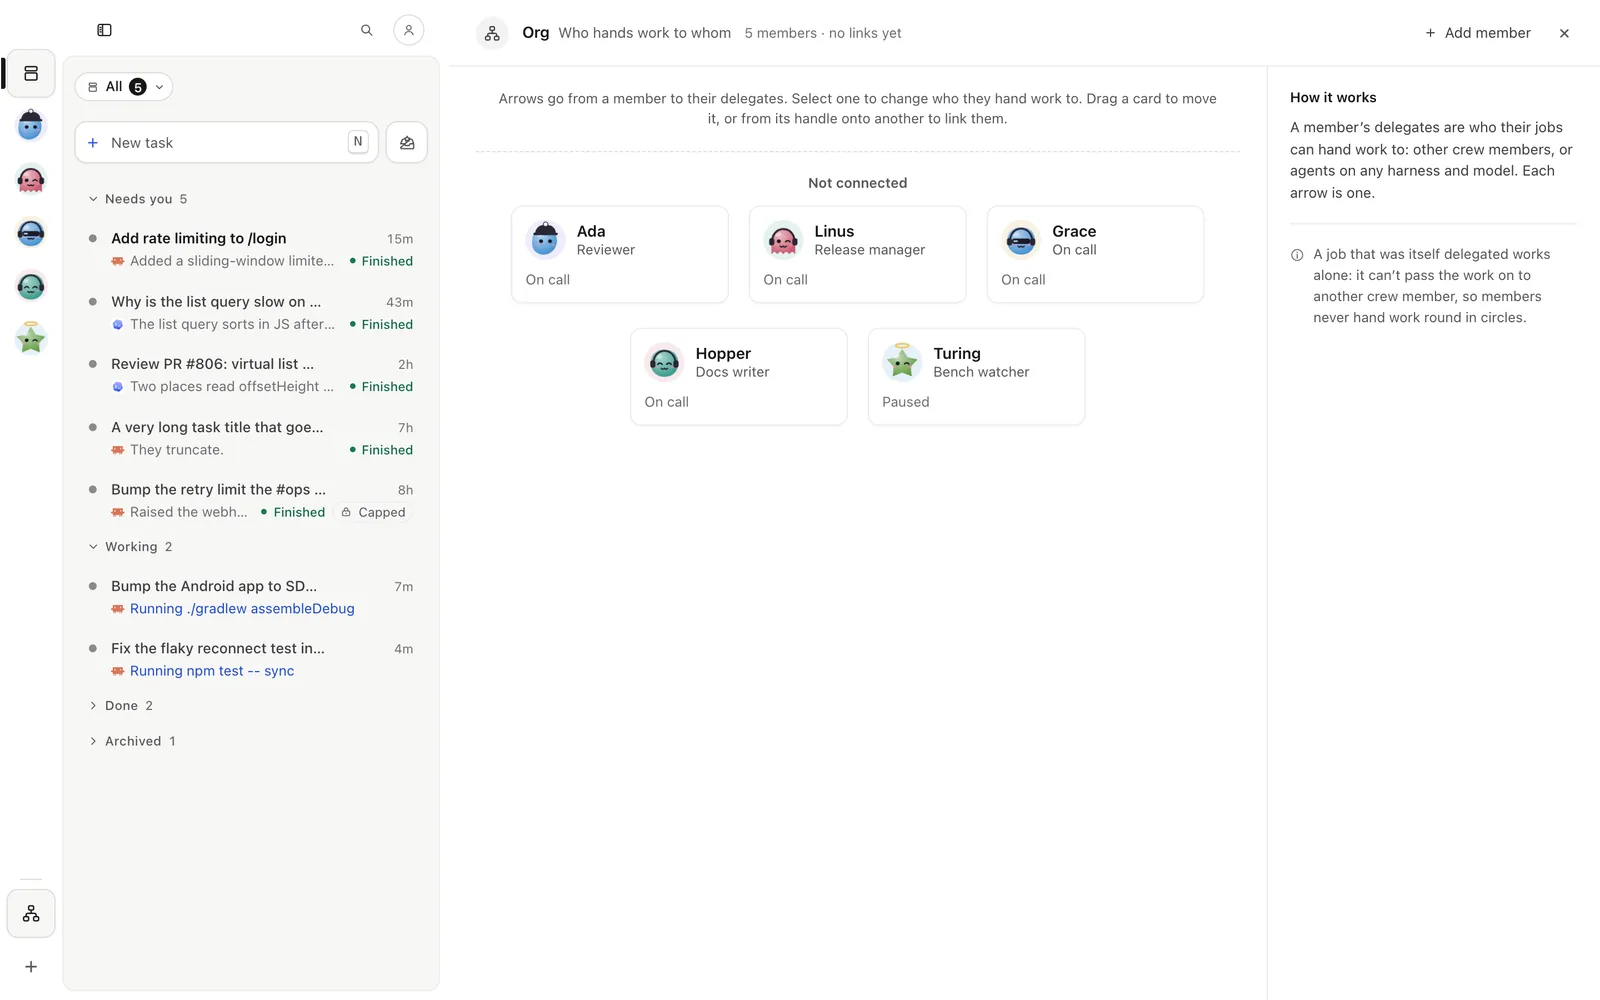 Org Who hands work to whom 5 members · no links yet
+ Add member
All 5
+ New task N
Needs you 5
Add rate limiting to /login 15m
Added a sliding-window limite... • Finished
Why is the list query slow on ... 43m
The list query sorts in JS after... • Finished
Review PR #806: virtual list ... 2h
Two places read offsetHeight ... • Finished
A very long task title that goe... 7h
They truncate. • Finished
Bump the retry limit the #ops ... 8h
Raised the webh... • Finished Capped
Working 2
Bump the Android app to SD... 7m
Running ./gradlew assembleDebug
Fix the flaky reconnect test in... 4m
Running npm test -- sync
Done 2
Archived 1
Arrows go from a member to their delegates. Select one to change who they hand work to. Drag a card to move
it, or from its handle onto another to link them.
Not connected
Ada
Reviewer
On call
Linus
Release manager
On call
Grace
On call
On call
Hopper
Docs writer
On call
Turing
Bench watcher
Paused
How it works
A member’s delegates are who their jobs
can hand work to: other crew members, or
agents on any harness and model. Each
arrow is one.
A job that was itself delegated works
alone: it can’t pass the work on to
another crew member, so members
never hand work round in circles.